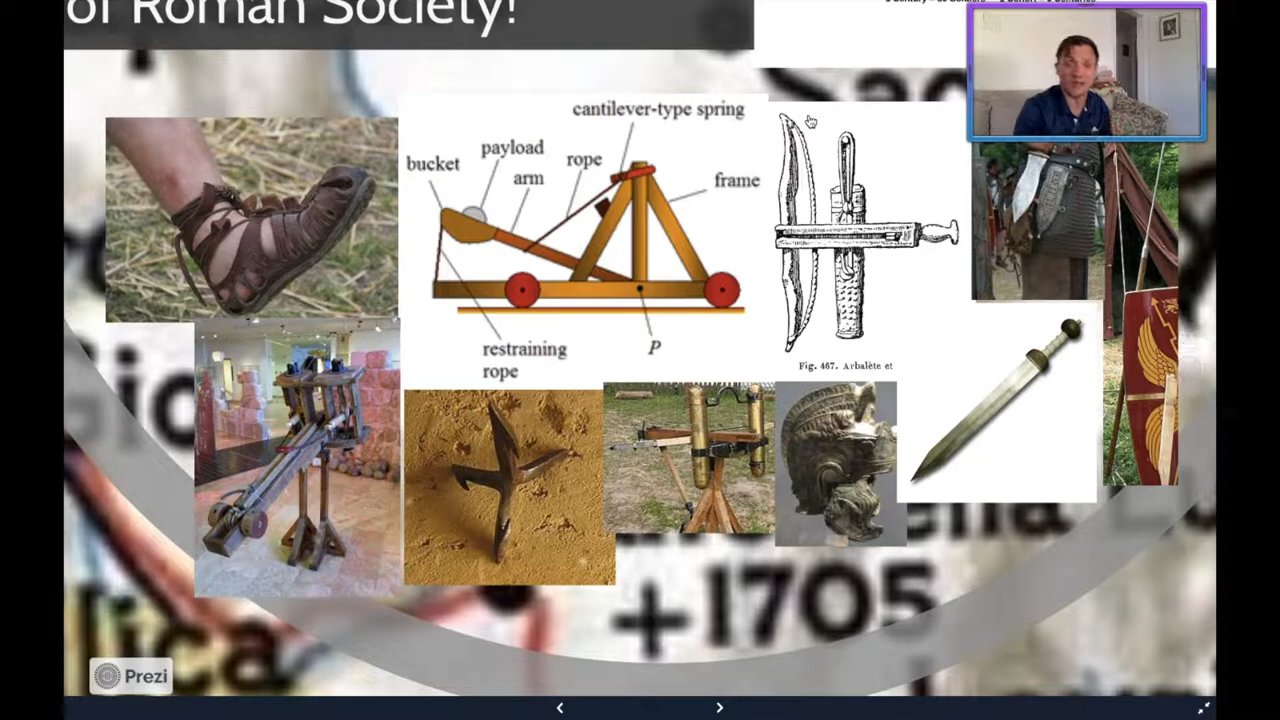 of Roman Society!
cantilever-type spring
payload
rope
bucket
arm
frame
restraining
rope
P
Fig. 467. Arbalète et
+1705
Prezi